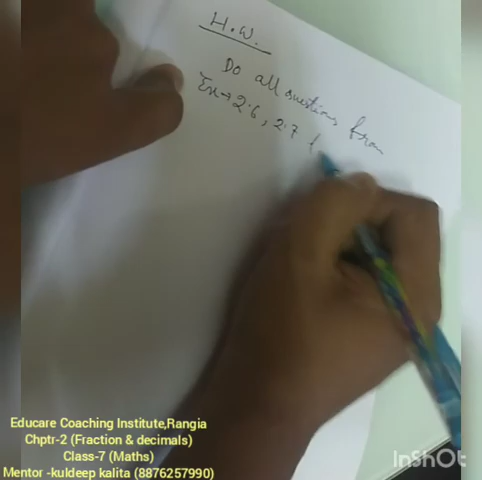 H.W.
Do all questions from
Ex→ 2.6, 2.7
Educare Coaching Institute,Rangia
Chptr-2 (Fraction & decimals)
Class-7 (Maths)
Mentor -kuldeep kalita (8876257990)
InShOt